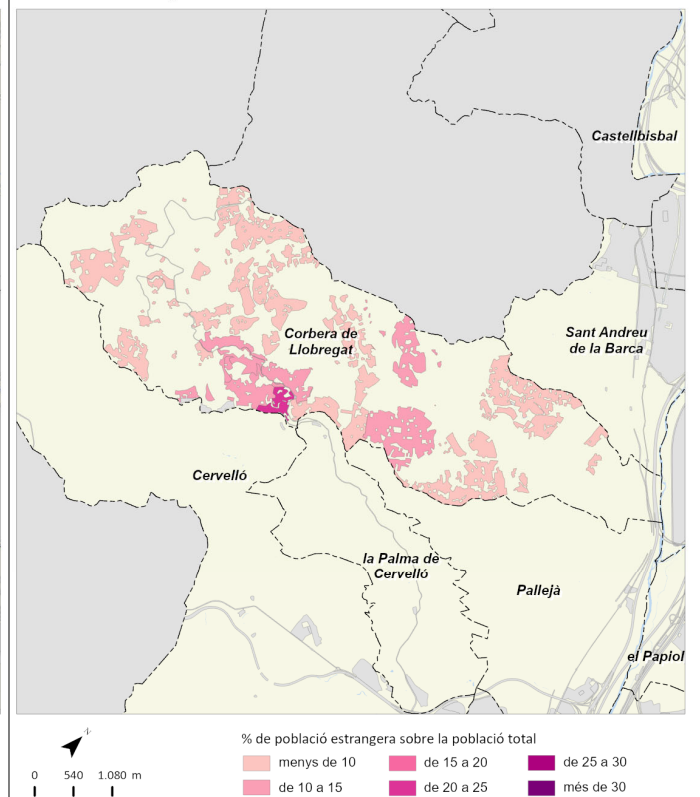 Castellbisbal
Corbera de
Llobregat
Sant Andreu
de la Barca
Cervelló
la Palma de
Cervelló
Pallejà
el Papiol
% de població estrangera sobre la població total
menys de 10
de 15 a 20
de 25 a 30
0 540 1.080 m
de 10 a 15
de 20 a 25
més de 30